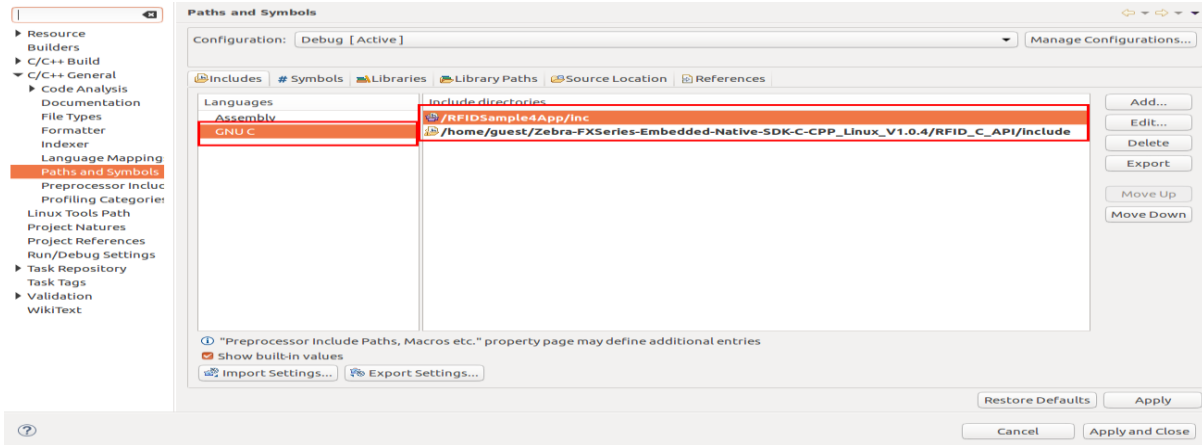 Paths and Symbols
Resource
Builders
C/C++ Build
C/C++ General
Code Analysis
Documentation
File Types
Formatter
Indexer
Language Mapping
Paths and Symbols
Preprocessor Includ
Profiling Categories
Linux Tools Path
Project Natures
Project References
Run/Debug Settings
Task Repository
Task Tags
Validation
WikiText
Configuration: Debug [ Active ]
Manage Configurations...
Includes # Symbols Libraries Library Paths Source Location References
Languages
Assembly
GNU C
Include directories
/RFIDSample4App/inc
/home/guest/Zebra-FXSeries-Embedded-Native-SDK-C-CPP_Linux_V1.0.4/RFID_C_API/include
Add...
Edit...
Delete
Export
Move Up
Move Down
"Preprocessor Include Paths, Macros etc." property page may define additional entries
Show built-in values
Import Settings... Export Settings...
Restore Defaults Apply
Cancel Apply and Close